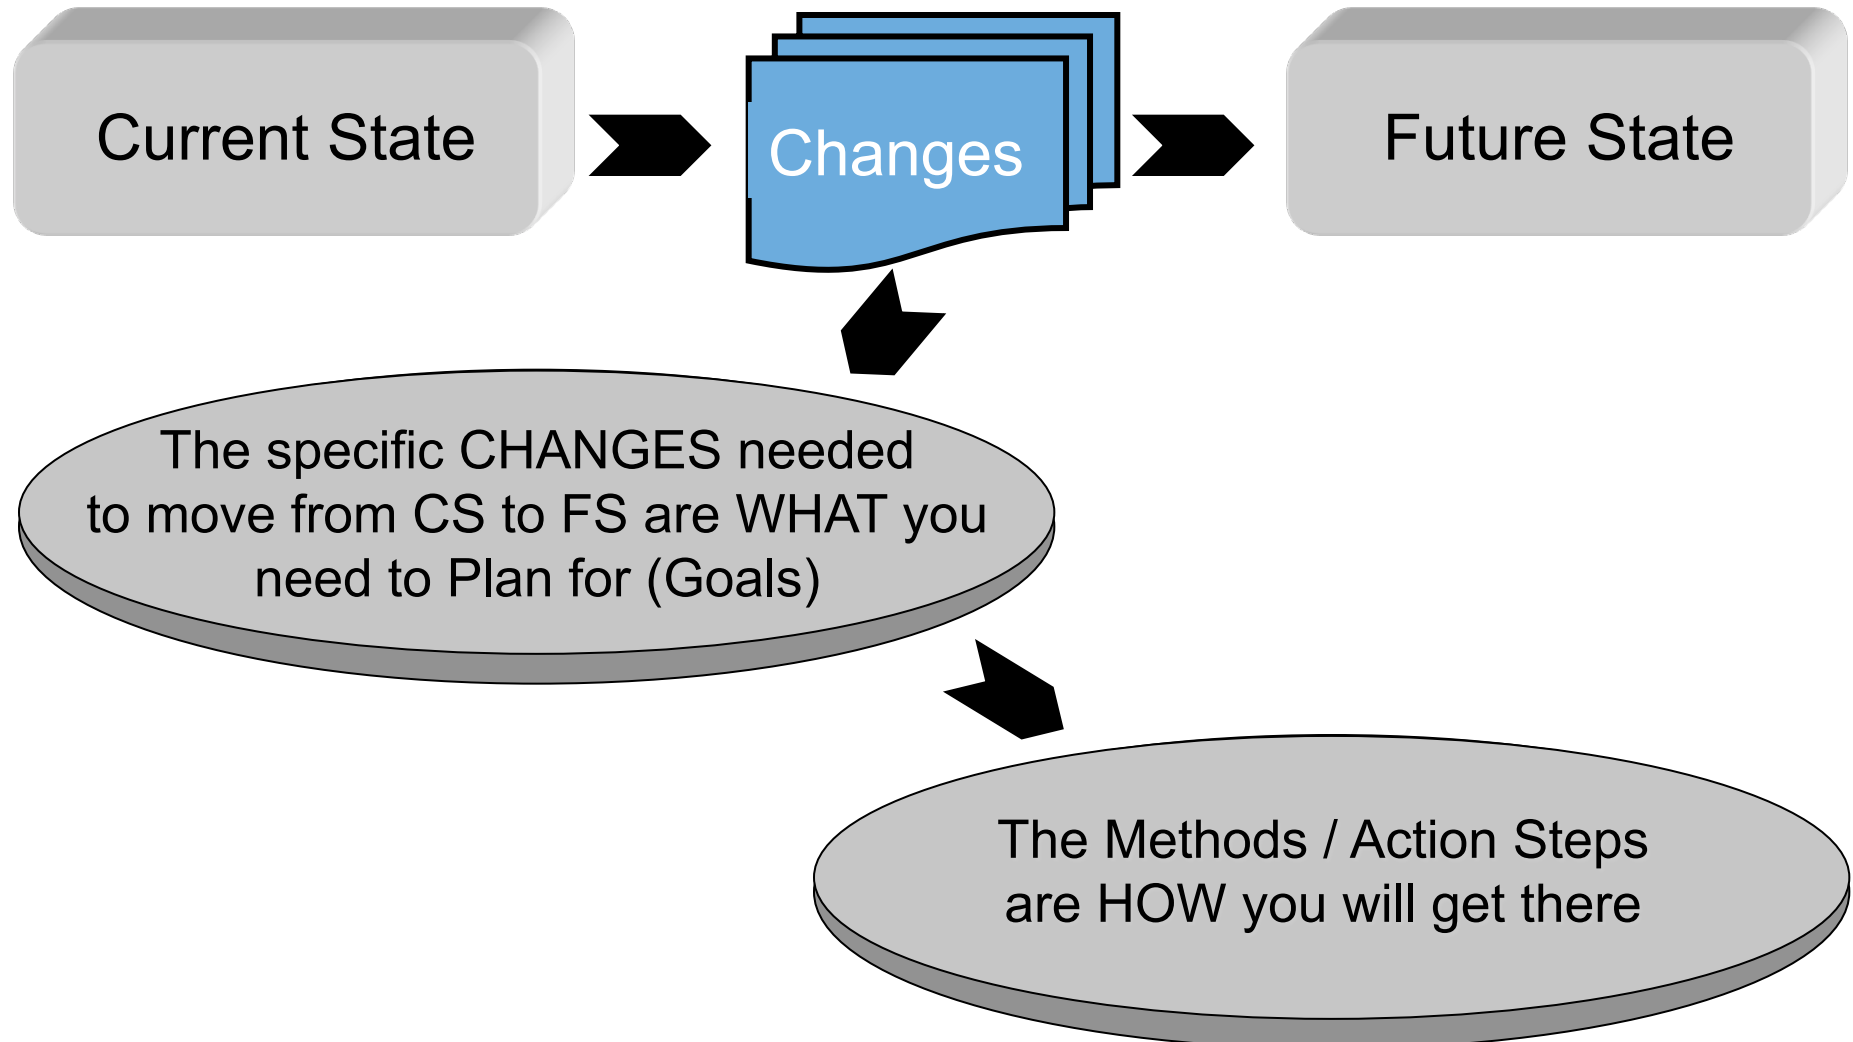 Current State
Changes
Future State
The specific CHANGES needed
to move from CS to FS are WHAT you
need to Plan for (Goals)
The Methods / Action Steps
are HOW you will get there